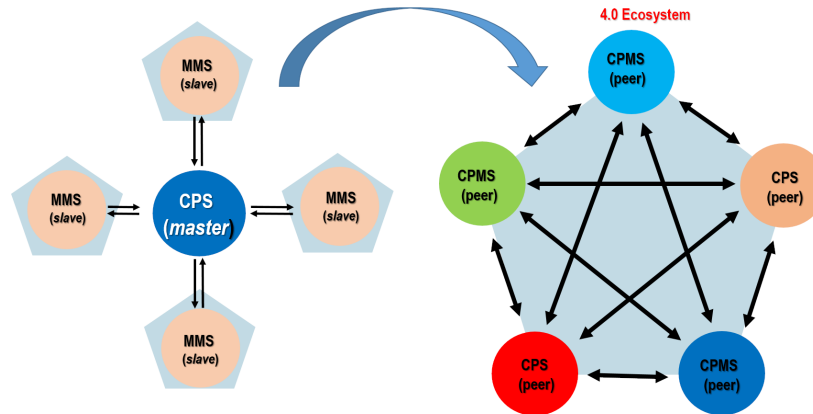 MMS
(slave)
MMS
(slave)
CPS
(master)
MMS
(slave)
MMS
(slave)
4.0 Ecosystem
CPMS
(peer)
CPMS
(peer)
CPS
(peer)
CPS
(peer)
CPMS
(peer)